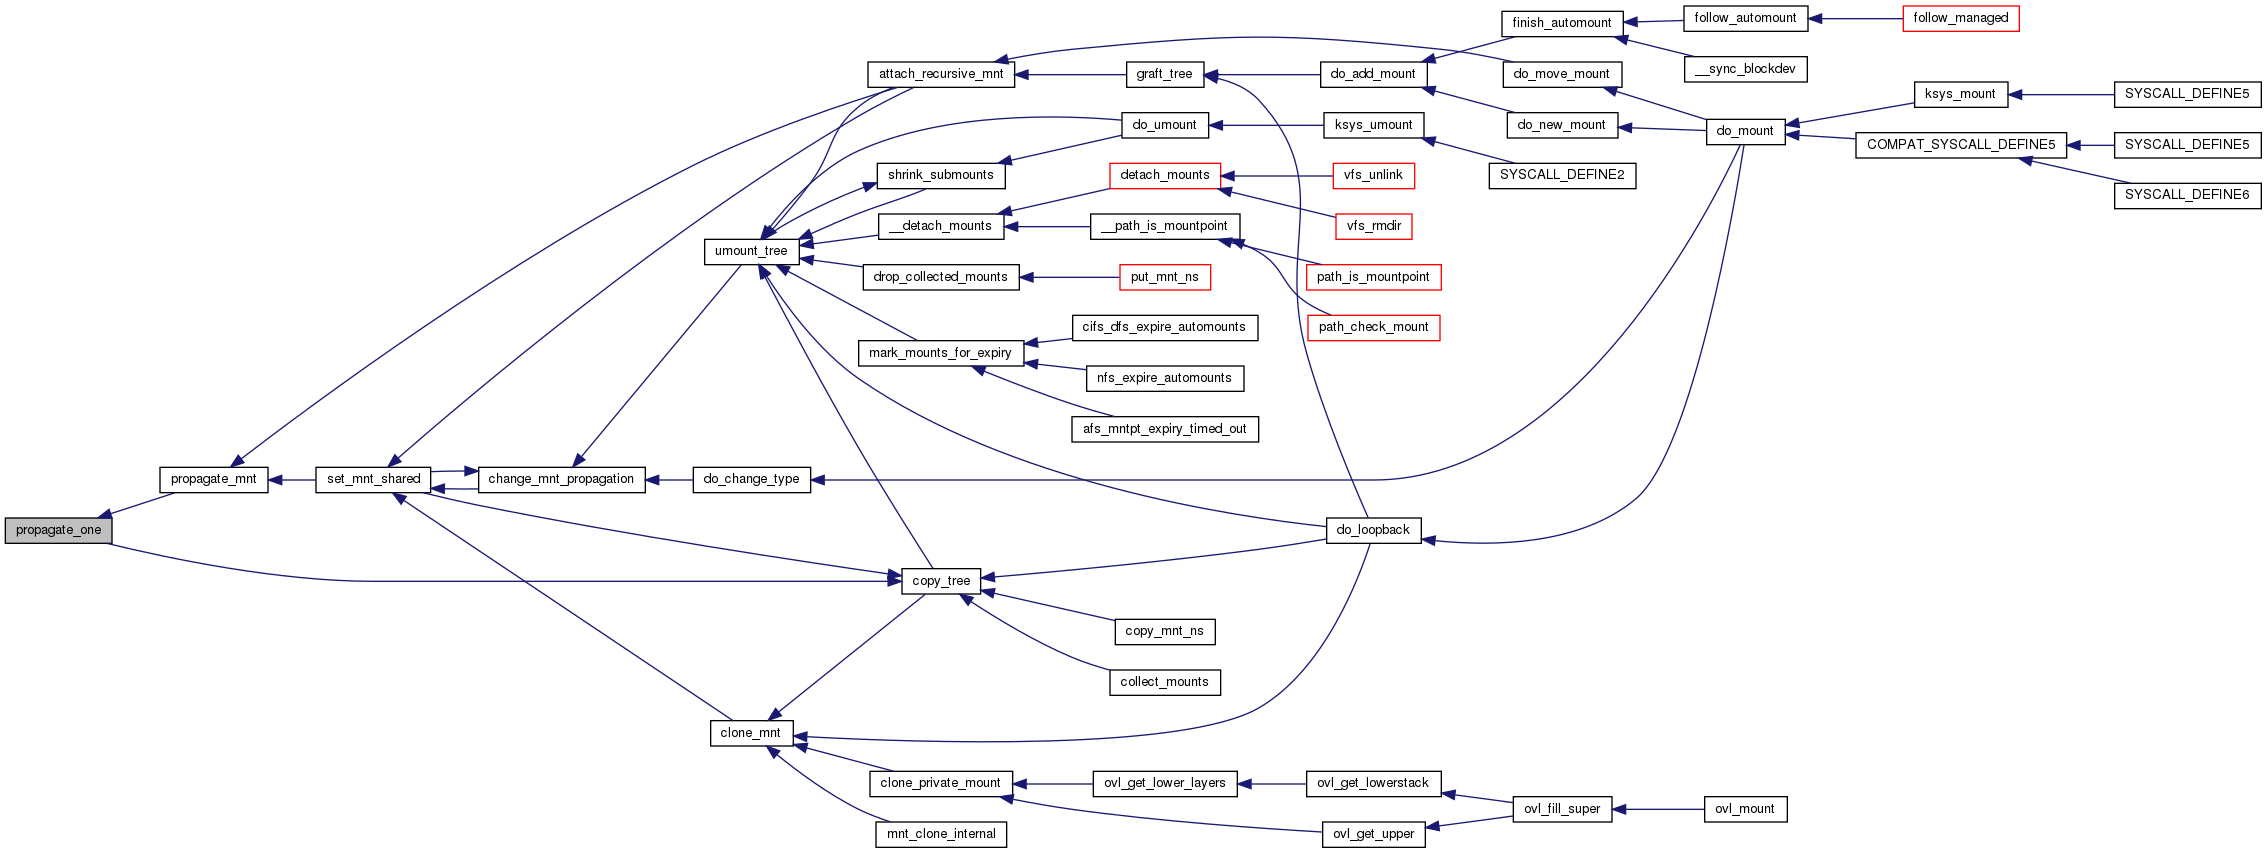 finish_automount
follow_automount
follow_managed
attach_recursive_mnt
graft_tree
do_add_mount
do_move_mount
__sync_blockdev
ksys_mount
SYSCALL_DEFINE5
do_umount
ksys_umount
do_new_mount
do_mount
COMPAT_SYSCALL_DEFINE5
SYSCALL_DEFINE5
shrink_submounts
detach_mounts
vfs_unlink
SYSCALL_DEFINE2
SYSCALL_DEFINE6
__detach_mounts
__path_is_mountpoint
vfs_rmdir
umount_tree
drop_collected_mounts
put_mnt_ns
path_is_mountpoint
cifs_dfs_expire_automounts
path_check_mount
mark_mounts_for_expiry
nfs_expire_automounts
afs_mntpt_expiry_timed_out
propagate_mnt
set_mnt_shared
change_mnt_propagation
do_change_type
propagate_one
do_loopback
copy_tree
copy_mnt_ns
collect_mounts
clone_mnt
clone_private_mount
ovl_get_lower_layers
ovl_get_lowerstack
ovl_fill_super
ovl_mount
mnt_clone_internal
ovl_get_upper